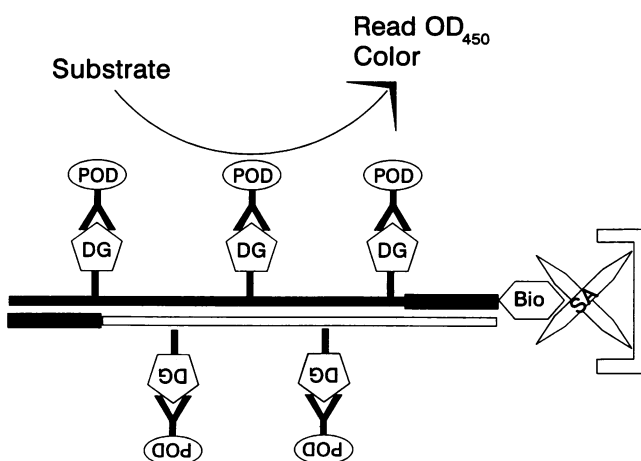 Read OD450
Color
Substrate
POD POD POD
DG DG DG
Bio SA
DG DG
POD POD